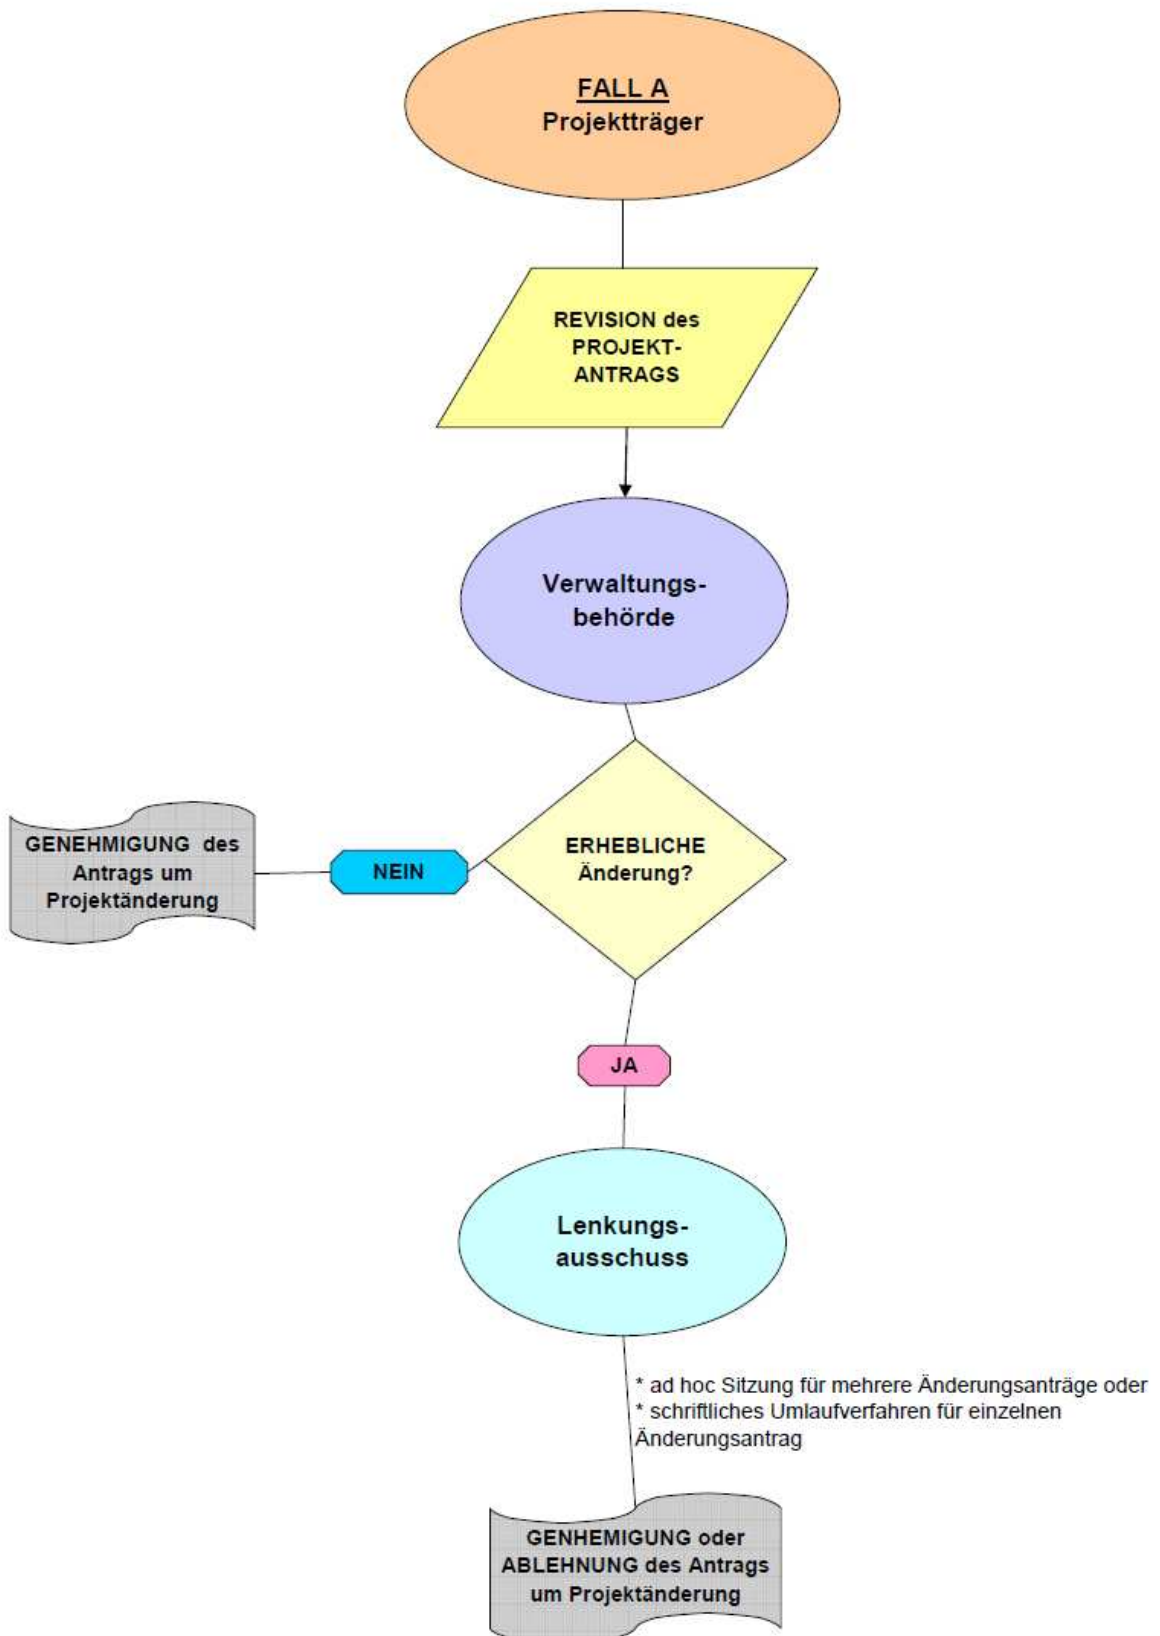 FALL A
Projektträger
REVISION des
PROJEKT-
ANTRAGS
Verwaltungs-
behörde
ERHEBLICHE
Änderung?
NEIN
GENEHMIGUNG des
Antrags um
Projektänderung
JA
Lenkungs-
ausschuss
* ad hoc Sitzung für mehrere Änderungsanträge oder
* schriftliches Umlaufverfahren für einzelnen
Änderungsantrag
GENHEMIGUNG oder
ABLEHNUNG des Antrags
um Projektänderung